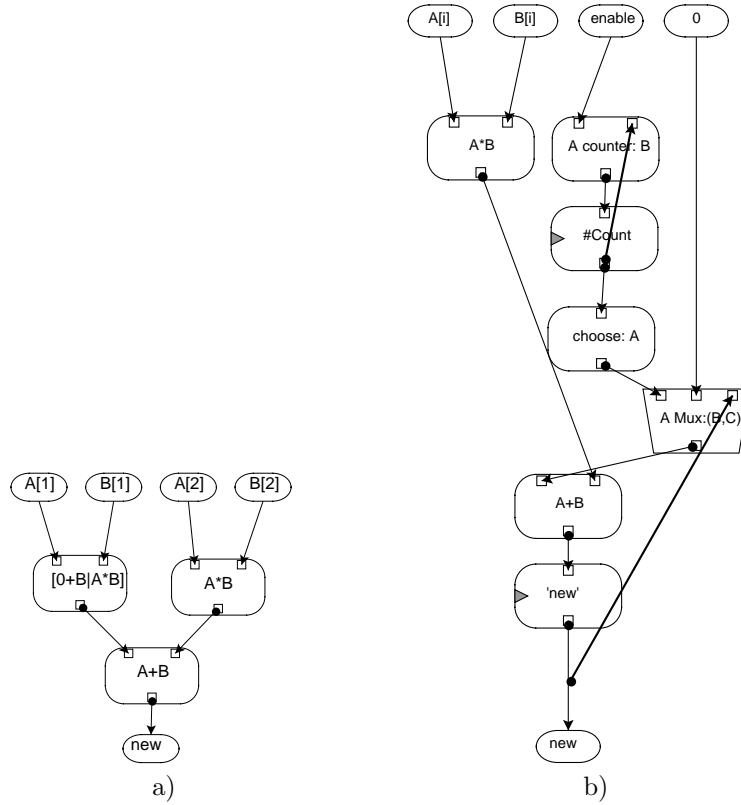 A[i] B[i] enable 0
A*B A counter: B
#Count
choose: A
A Mux:(B,C)
A[1] B[1] A[2] B[2]
A+B
[0+B|A*B] A*B
'new'
A+B
new
new
a) b)